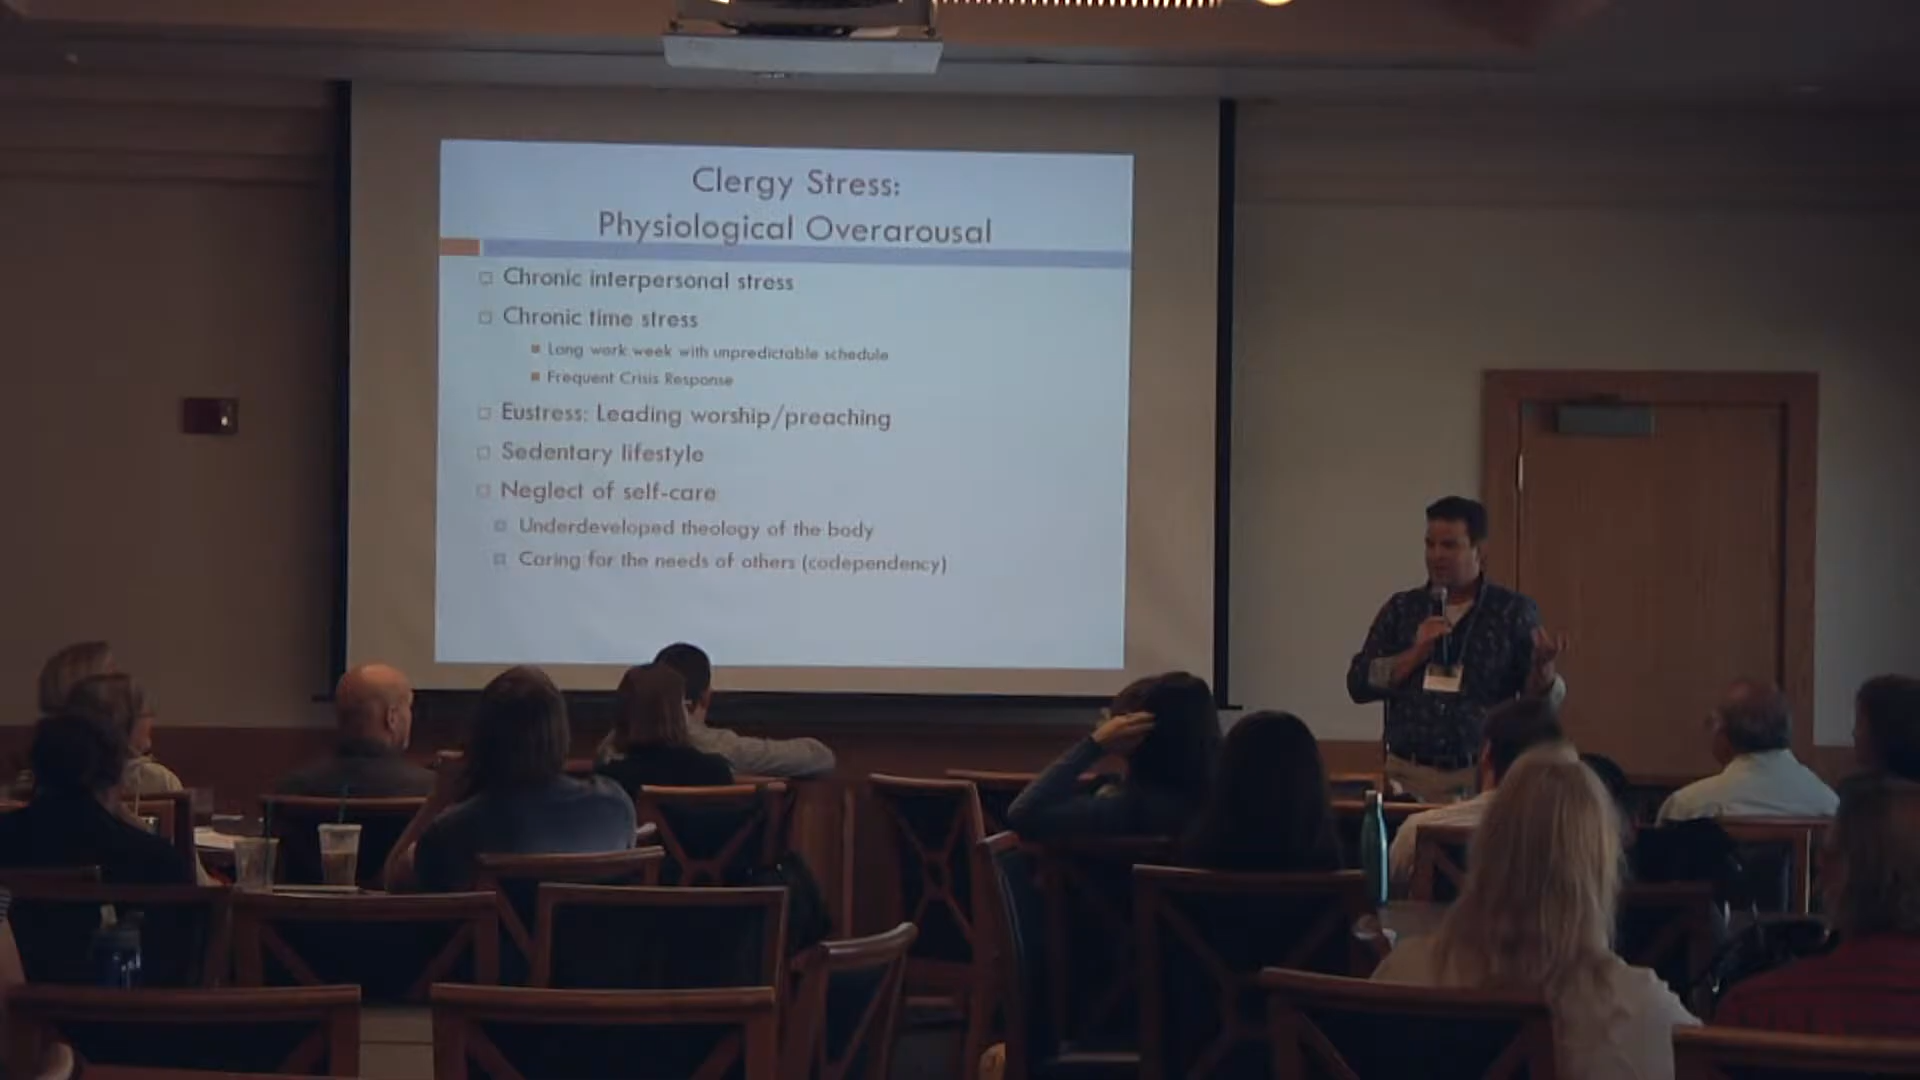 Clergy Stress:
Physiological Overarousal
Chronic interpersonal stress
Chronic time stress
Long work week with unpredictable schedule
Frequent Crisis Response
Eustress: Leading worship/preaching
Sedentary lifestyle
Neglect of self-care
Underdeveloped theology of the body
Caring for the needs of others (codependency)